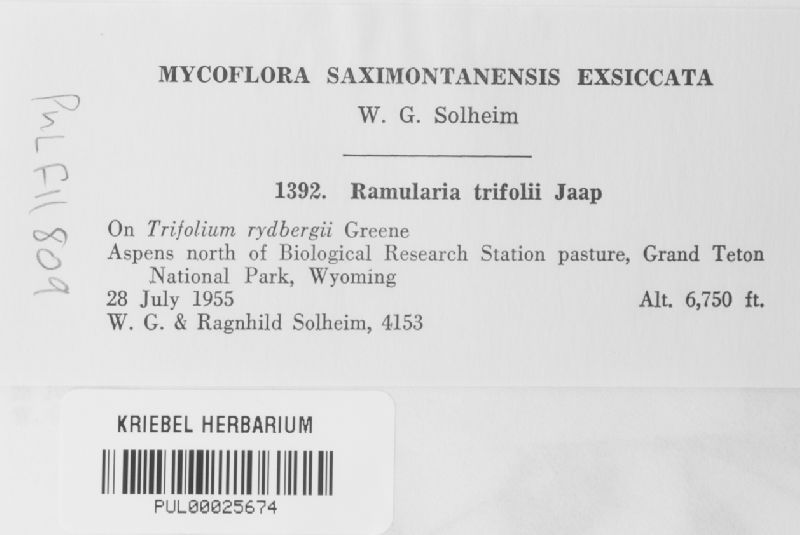 MYCOFLORA SAXIMONTANENSIS EXSICCATA
W. G. Solheim
1392. Ramularia trifolii Jaap
On Trifolium rydbergii Greene
Aspens north of Biological Research Station pasture, Grand Teton
National Park, Wyoming
28 July 1955 Alt. 6,750 ft.
W. G. & Ragnhild Solheim, 4153
PUL F11809
KRIEBEL HERBARIUM
PUL00025674